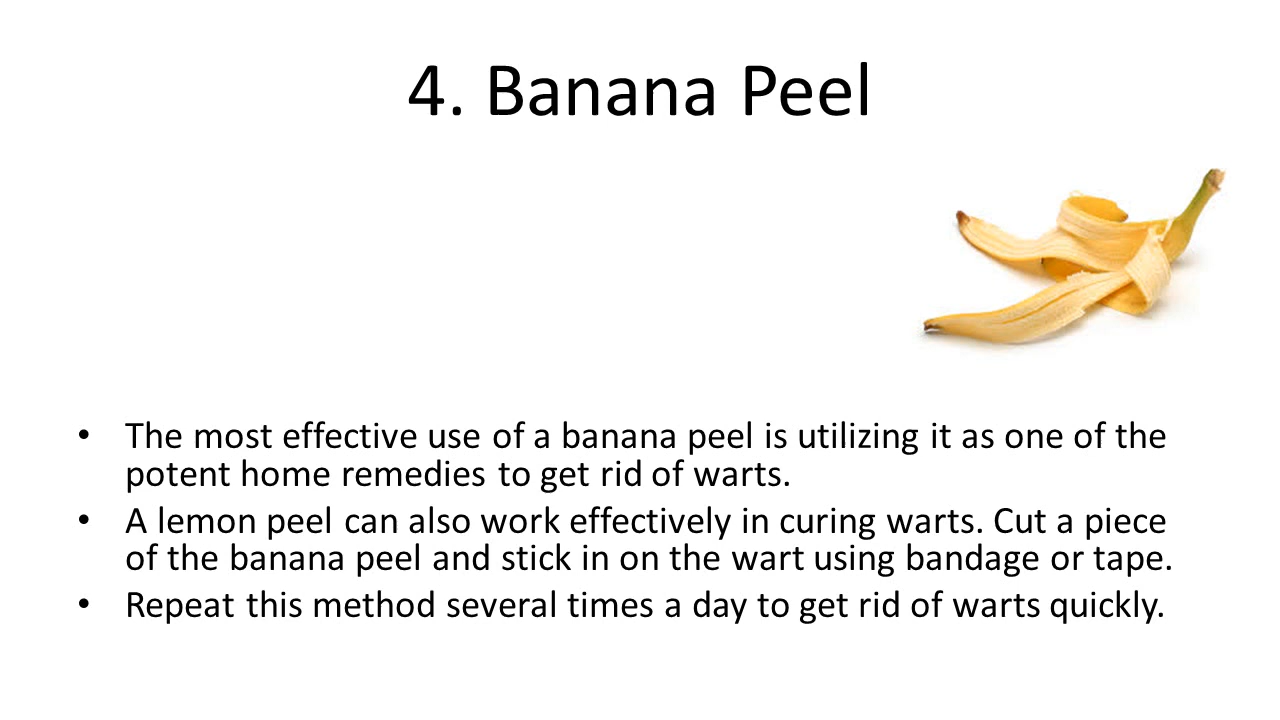 4. Banana Peel
• The most effective use of a banana peel is utilizing it as one of the
potent home remedies to get rid of warts.
• A lemon peel can also work effectively in curing warts. Cut a piece
of the banana peel and stick in on the wart using bandage or tape.
• Repeat this method several times a day to get rid of warts quickly.